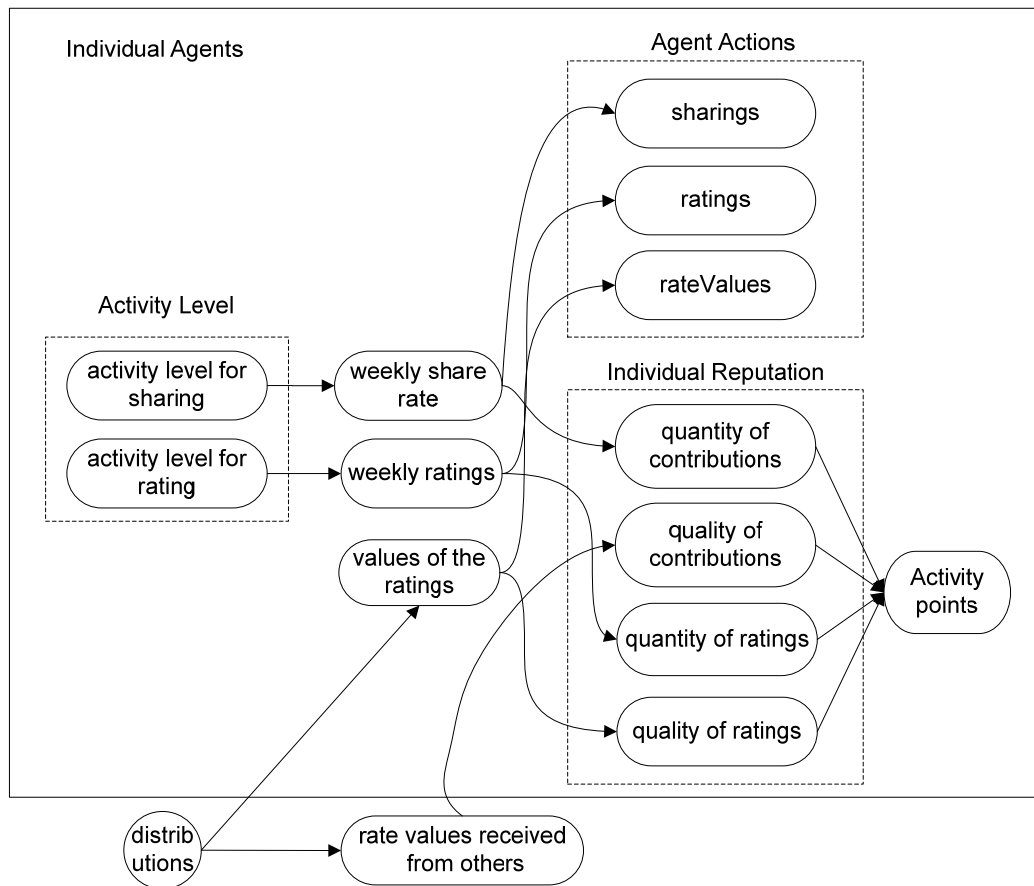 Individual Agents
Agent Actions
sharings
ratings
rateValues
Activity Level
activity level for
sharing
activity level for
rating
weekly share
rate
weekly ratings
values of the
ratings
Individual Reputation
quantity of
contributions
quality of
contributions
quantity of ratings
quality of ratings
Activity
points
distrib
utions
rate values received
from others